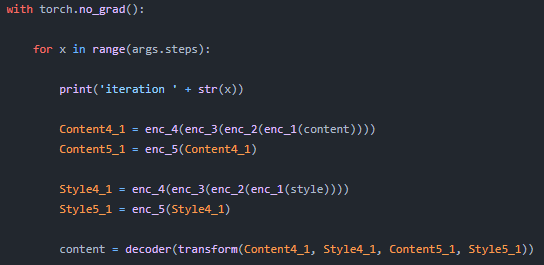 with torch.no_grad():
for x in range(args.steps):
print('iteration ' + str(x))
Content4_1 = enc_4(enc_3(enc_2(enc_1(content))))
Content5_1 = enc_5(Content4_1)
Style4_1 = enc_4(enc_3(enc_2(enc_1(style))))
Style5_1 = enc_5(Style4_1)
content = decoder(transform(Content4_1, Style4_1, Content5_1, Style5_1))